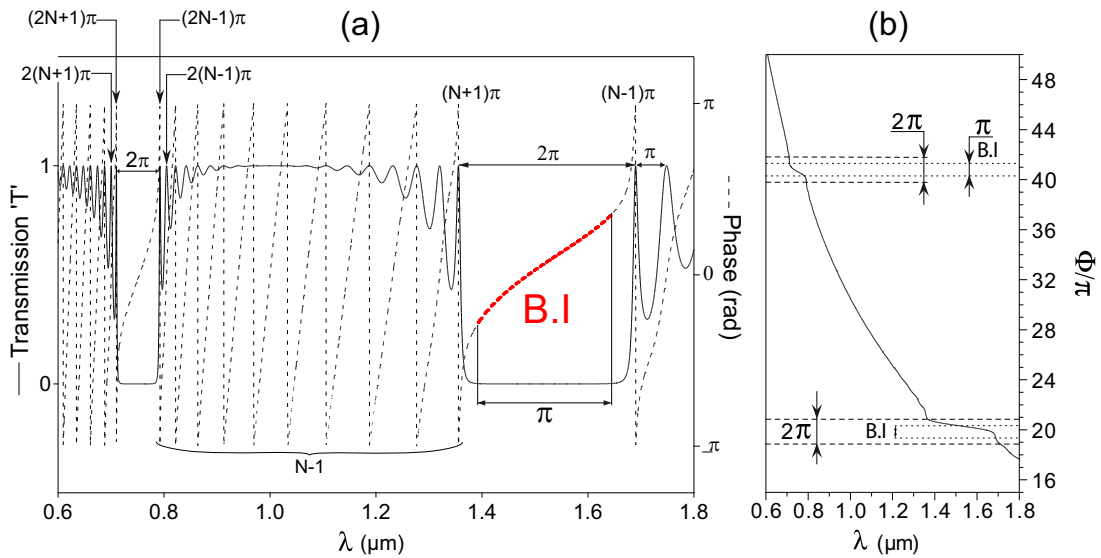 (a)
(b)
(2N+1)π
(2N-1)π
2(N+1)π
2(N-1)π
(N+1)π
(N-1)π
π
2π
2π
π
1
0
π
0
_π
B.I
π
N-1
Transmission 'T'
-- Phase (rad)
0.6
0.8
1.0
1.2
1.4
1.6
1.8
λ (μm)
2π
π
B.I
2π
B.I
48
44
40
36
32
28
24
20
16
Φ/π
0.6
0.8
1.0
1.2
1.4
1.6
1.8
λ (μm)